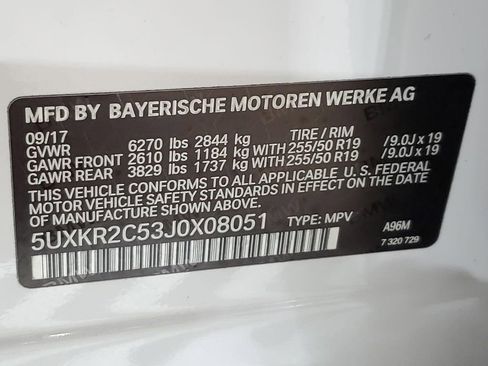 MFD BY BAYERISCHE MOTOREN WERKE AG
09/17 TIRE / RIM
GVWR 6270 lbs 2844 kg
GAWR FRONT 2610 lbs 1184 kg with 255/50 R19 / 9.0J x 19
GAWR REAR 3829 lbs 1737 kg with 255/50 R19 / 9.0J x 19
THIS VEHICLE CONFORMS TO ALL APPLICABLE U.S. FEDERAL
MOTOR VEHICLE SAFETY STANDARDS IN EFFECT ON THE
DATE OF MANUFACTURE SHOWN ABOVE.
5UXKR2C53J0X08051 TYPE: MPV A96M
7 320 729